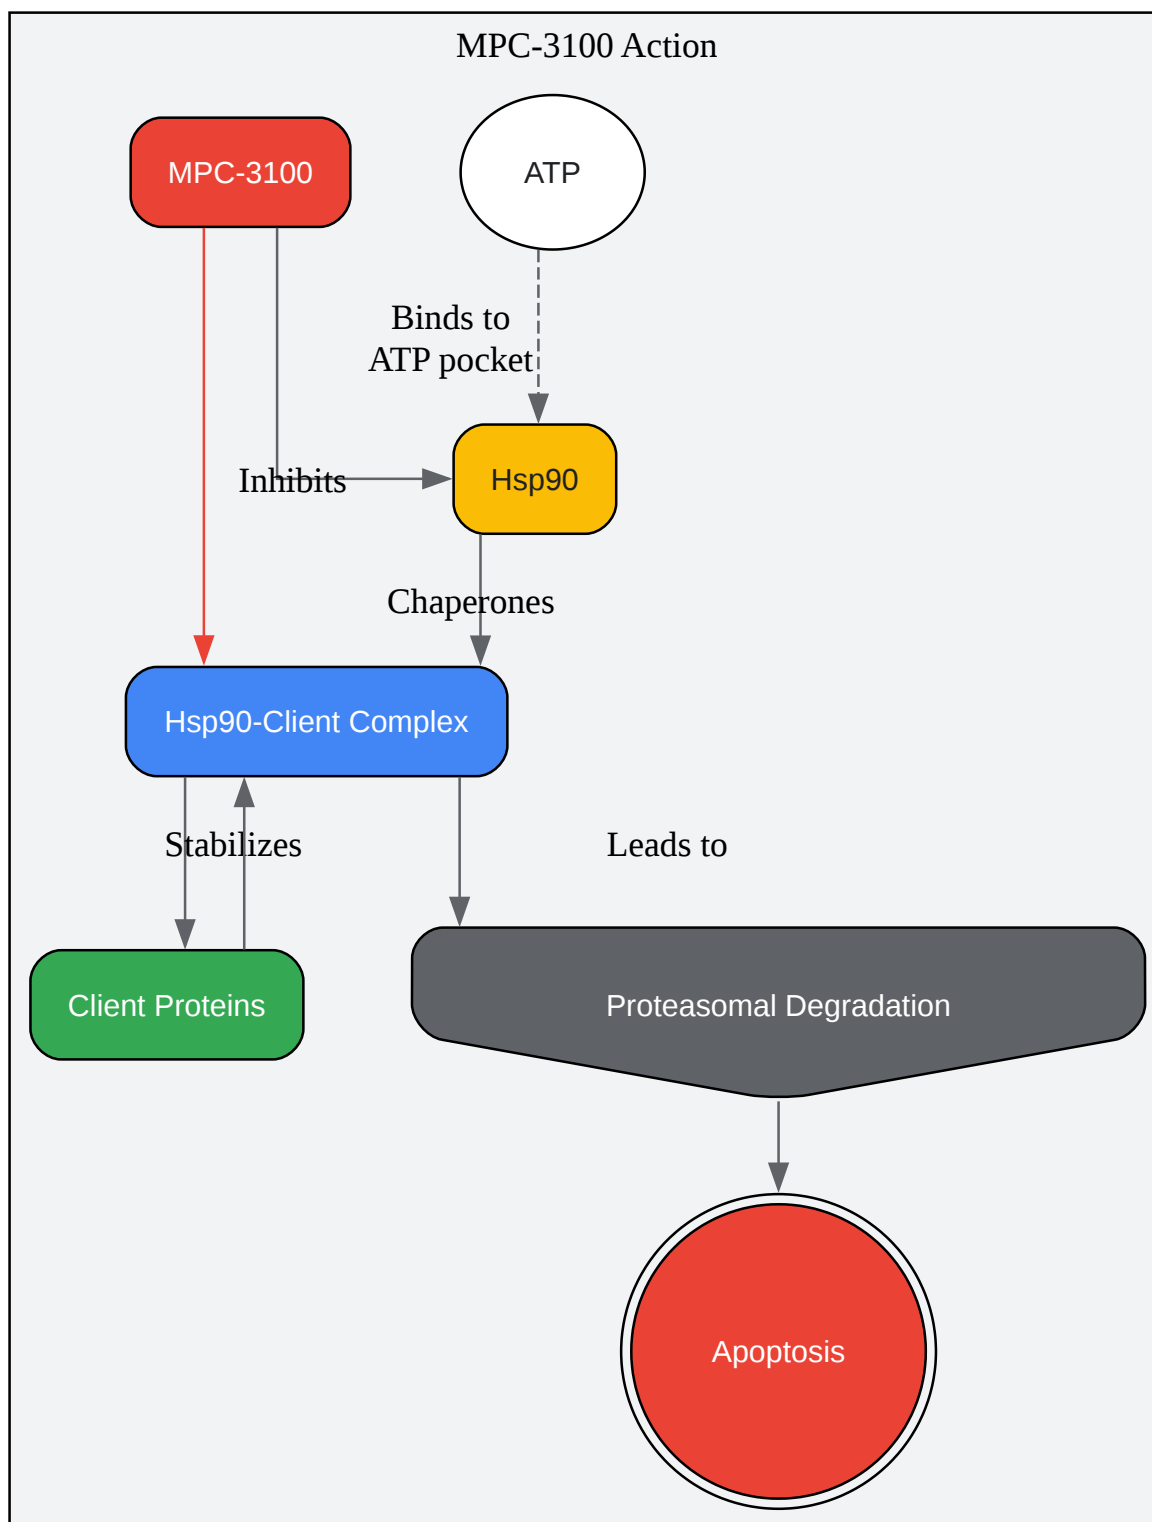 MPC-3100 Action
MPC-3100
ATP
Binds to
ATP pocket
Inhibits
Hsp90
Chaperones
Hsp90-Client Complex
Stabilizes
Leads to
Client Proteins
Proteasomal Degradation
Apoptosis